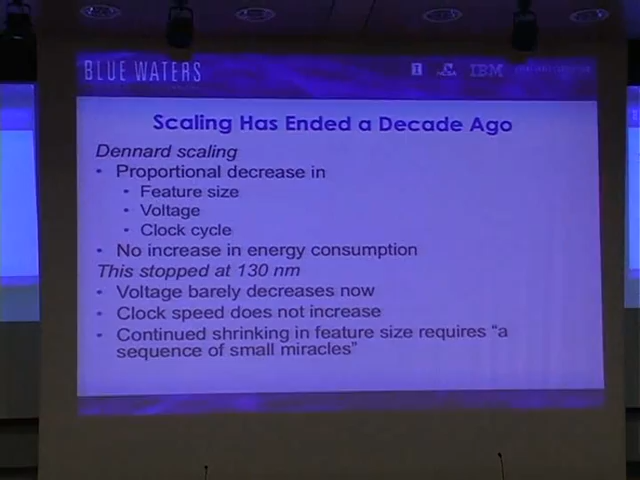 BLUE WATERS
I NCSA IBM
Scaling Has Ended a Decade Ago
Dennard scaling
• Proportional decrease in
• Feature size
• Voltage
• Clock cycle
• No increase in energy consumption
This stopped at 130 nm
• Voltage barely decreases now
• Clock speed does not increase
• Continued shrinking in feature size requires “a
sequence of small miracles”